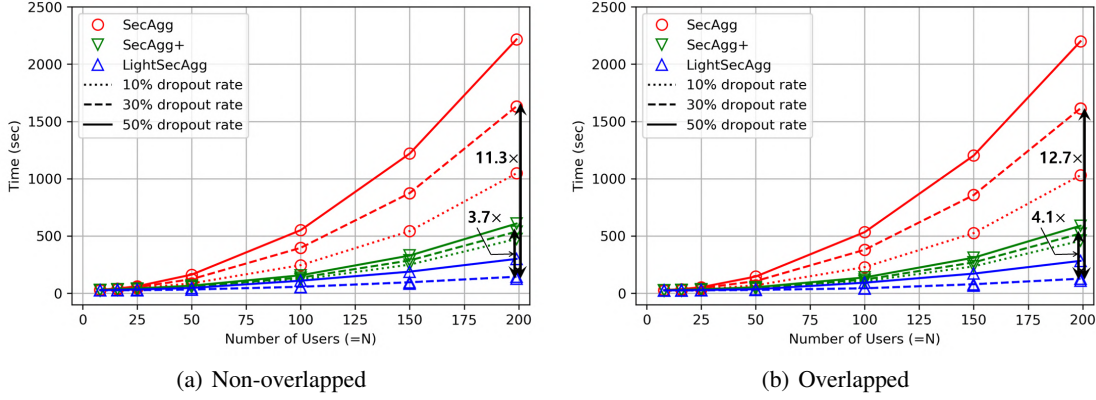 2500
2000
1500
1000
500
0
Time (sec)
SecAgg
SecAgg+
LightSecAgg
10% dropout rate
30% dropout rate
50% dropout rate
11.3×
3.7×
0 25 50 75 100 125 150 175 200
Number of Users (=N)
(a) Non-overlapped
2500
2000
1500
1000
500
0
Time (sec)
SecAgg
SecAgg+
LightSecAgg
10% dropout rate
30% dropout rate
50% dropout rate
12.7×
4.1×
0 25 50 75 100 125 150 175 200
Number of Users (=N)
(b) Overlapped